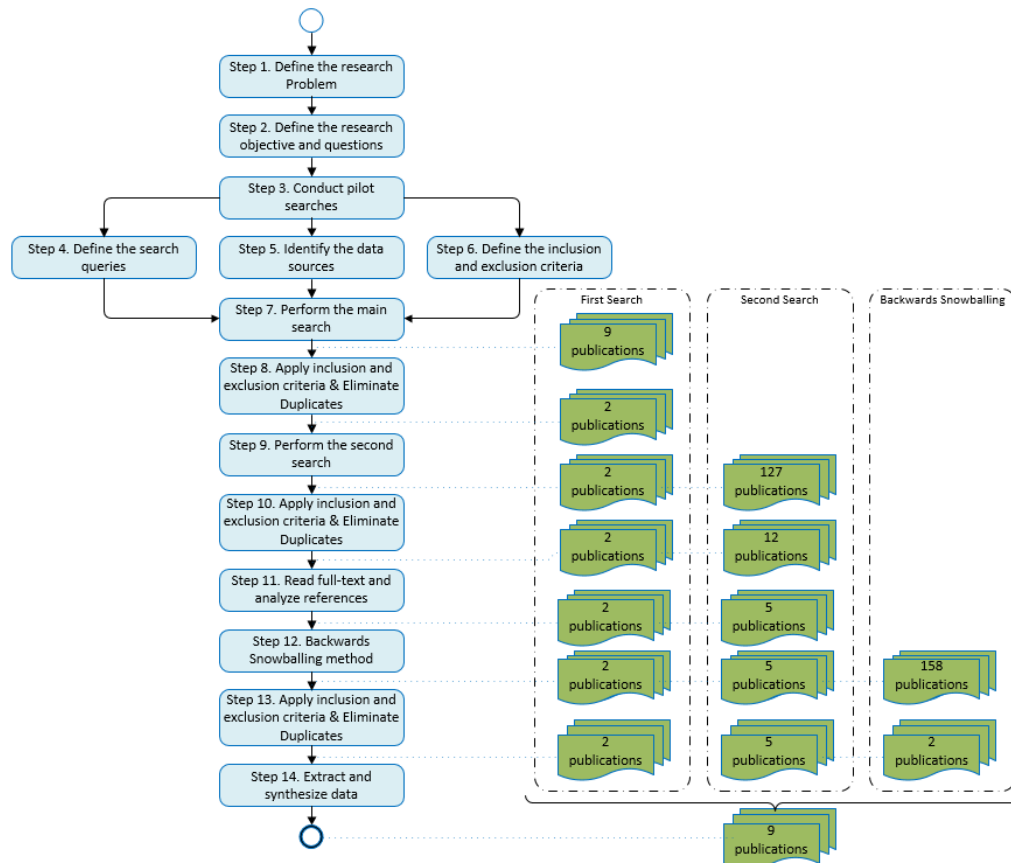 Step 1. Define the research
Problem
Step 2. Define the research
objective and questions
Step 3. Conduct pilot
searches
Step 4. Define the search
queries
Step 5. Identify the data
sources
Step 6. Define the inclusion
and exclusion criteria
Step 7. Perform the main
search
First Search
Second Search
Backwards Snowballing
9
publications
Step 8. Apply inclusion and
exclusion criteria & Eliminate
Duplicates
2
publications
Step 9. Perform the second
search
2
publications
127
publications
Step 10. Apply inclusion and
exclusion criteria & Eliminate
Duplicates
2
publications
12
publications
Step 11. Read full-text and
analyze references
2
publications
5
publications
Step 12. Backwards
Snowballing method
2
publications
5
publications
158
publications
Step 13. Apply inclusion and
exclusion criteria & Eliminate
Duplicates
2
publications
5
publications
2
publications
Step 14. Extract and
synthesize data
9
publications